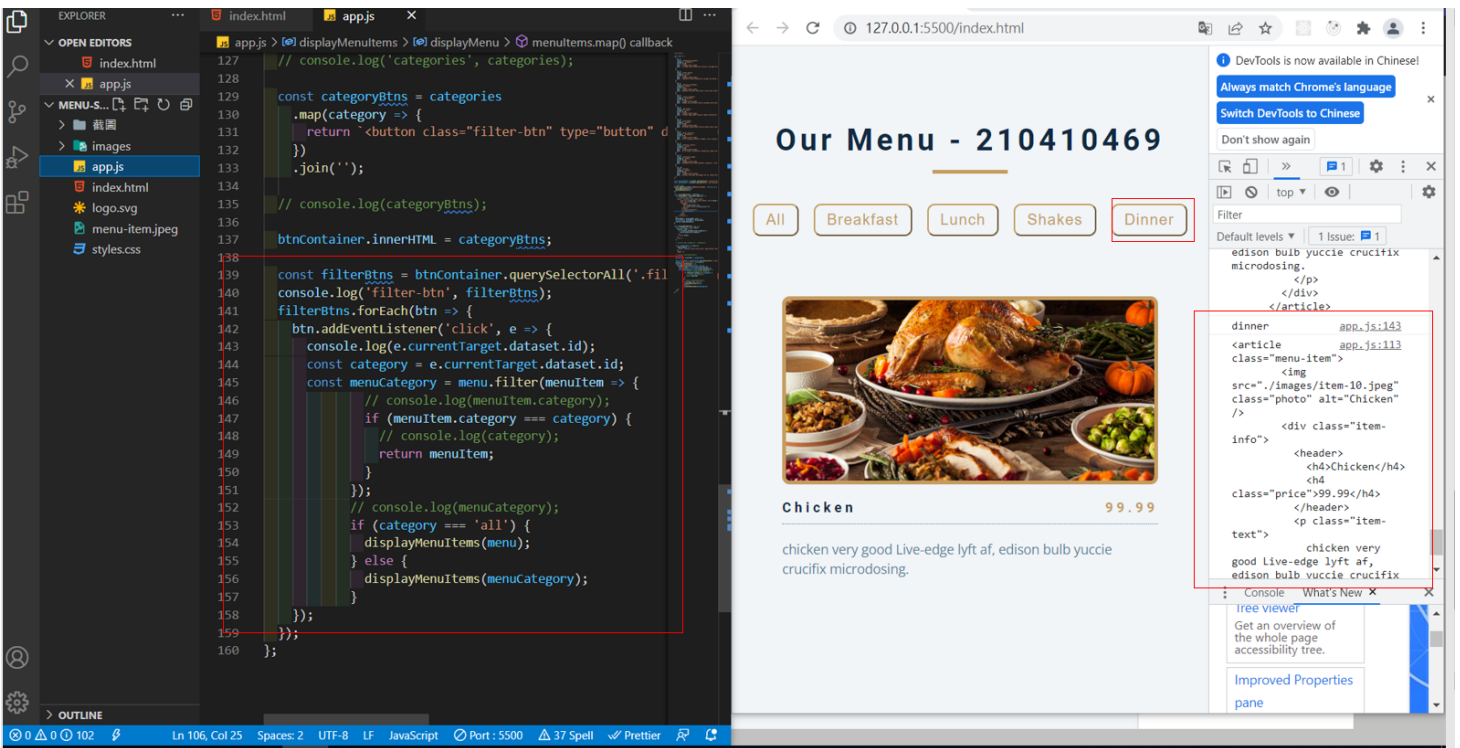 EXPLORER
OPEN EDITORS
index.html
app.js
MENU-S...
截圖
images
app.js
index.html
logo.svg
menu-item.jpeg
styles.css
OUTLINE
index.html
app.js
app.js > displayMenuItems > displayMenu > menuItems.map() callback
127 // console.log('categories', categories);
128
129 const categoryBtns = categories
130 .map(category => {
131 return `<button class="filter-btn" type="button" d
132 })
133 .join('');
134
135 // console.log(categoryBtns);
136
137 btnContainer.innerHTML = categoryBtns;
138
139 const filterBtns = btnContainer.querySelectorAll('.fil
140 console.log('filter-btn', filterBtns);
141 filterBtns.forEach(btn => {
142 btn.addEventListener('click', e => {
143 console.log(e.currentTarget.dataset.id);
144 const category = e.currentTarget.dataset.id;
145 const menuCategory = menu.filter(menuItem => {
146 // console.log(menuItem.category);
147 if (menuItem.category === category) {
148 // console.log(category);
149 return menuItem;
150 }
151 });
152 // console.log(menuCategory);
153 if (category === 'all') {
154 displayMenuItems(menu);
155 } else {
156 displayMenuItems(menuCategory);
157 }
158 });
159 });
160 };
0 0 102 Ln 106, Col 25 Spaces: 2 UTF-8 LF JavaScript Port : 5500 37 Spell Prettier
127.0.0.1:5500/index.html
Our Menu - 210410469
All Breakfast Lunch Shakes Dinner
Chicken 99.99
chicken very good Live-edge lyft af, edison bulb yuccie
crucifix microdosing.
DevTools is now available in Chinese!
Always match Chrome's language
Switch DevTools to Chinese
Don't show again
1
top
Filter
Default levels 1 Issue: 1
edison bulb yuccie crucifix
microdosing.
</p>
</div>
</article>
dinner app.js:143
<article app.js:113
class="menu-item">
<img
src="./images/item-10.jpeg"
class="photo" alt="Chicken"
/>
<div class="item-
info">
<header>
<h4>Chicken</h4>
<h4
class="price">99.99</h4>
</header>
<p class="item-
text">
chicken very
good Live-edge lyft af,
edison bulb yuccie crucifix
Console What's New
Tree viewer
Get an overview of
the whole page
accessibility tree.
Improved Properties
pane